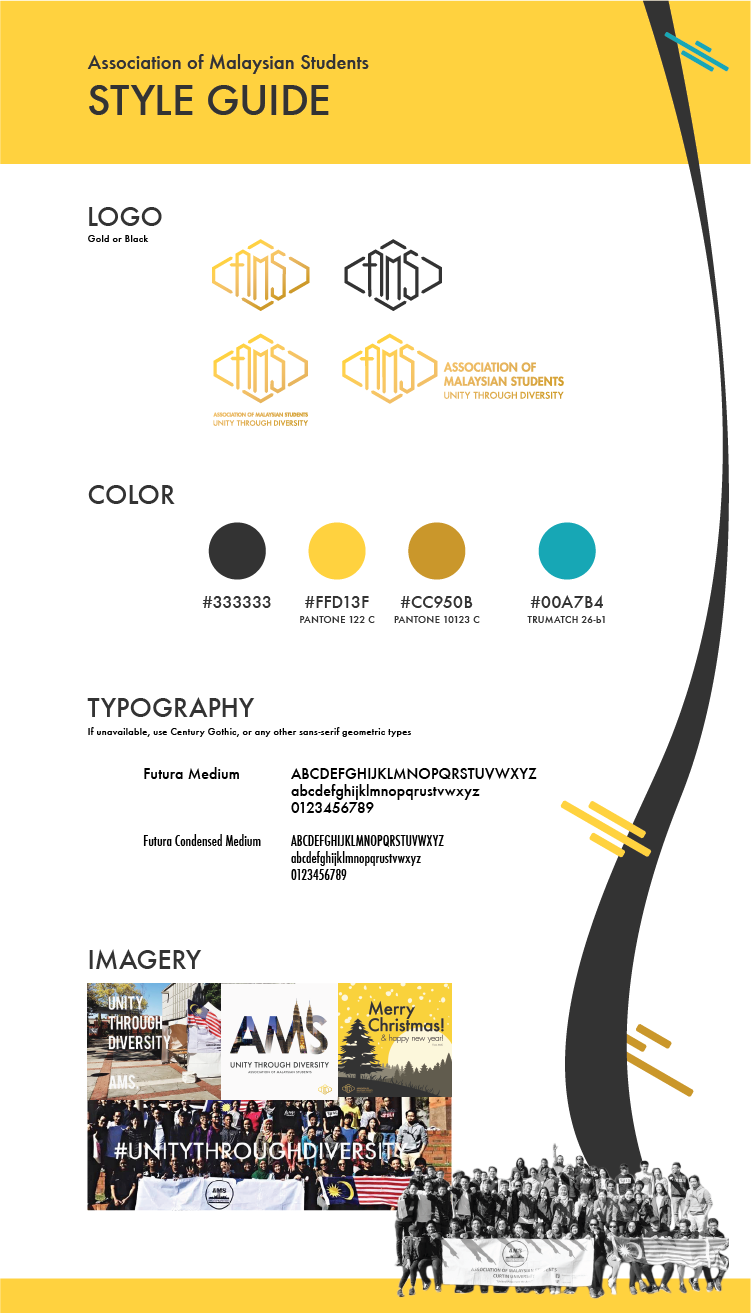 Association of Malaysian Students
STYLE GUIDE
LOGO
Gold or Black
AMS
AMS
AMS
ASSOCIATION OF MALAYSIAN STUDENTS
UNITY THROUGH DIVERSITY
AMS
ASSOCIATION OF
MALAYSIAN STUDENTS
UNITY THROUGH DIVERSITY
COLOR
#333333
#FFD13F
PANTONE 122 C
#CC950B
PANTONE 10123 C
#00A7B4
TRUMATCH 26-b1
TYPOGRAPHY
If unavailable, use Century Gothic, or any other sans-serif geometric types
Futura Medium
ABCDEFGHIJKLMNOPQRSTUVWXYZ
abcdefghijklmnopqrustvwxyz
0123456789
Futura Condensed Medium
ABCDEFGHIJKLMNOPQRSTUVWXYZ
abcdefghijklmnopqrustvwxyz
0123456789
IMAGERY
UNITY
THROUGH
DIVERSITY
AMS.
AMS
UNITY THROUGH DIVERSITY
ASSOCIATION OF MALAYSIAN STUDENTS
Merry
Christmas!
& happy new year!
#UNITYTHROUGHDIVERSITY
AMS
AMS
ASSOCIATION OF MALAYSIAN STUDENTS
CURTIN UNIVERSITY